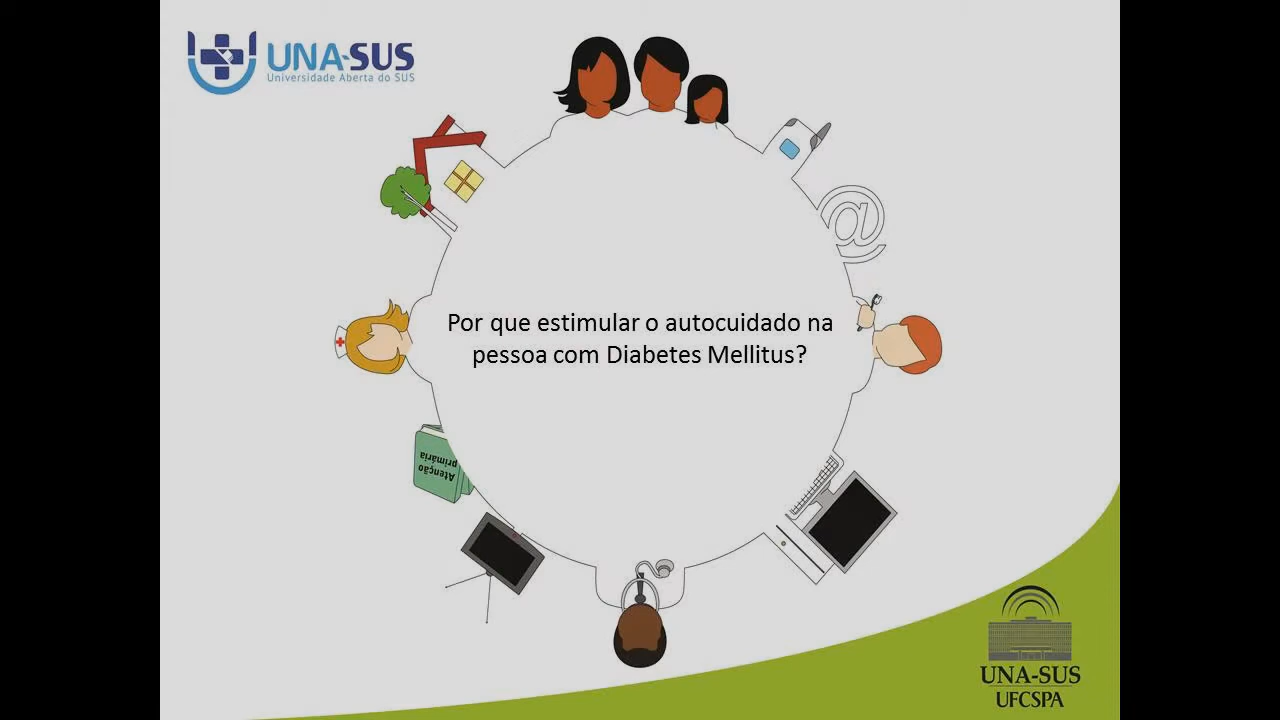 UNA-SUS
Universidade Aberta do SUS
@
Por que estimular o autocuidado na
pessoa com Diabetes Mellitus?
Atenção
primária
UNA-SUS
UFCSPA